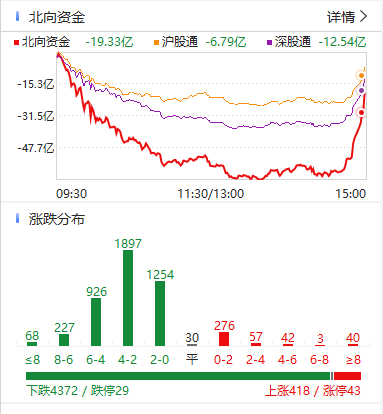 北向资金 详情
北向资金 -19.33亿 沪股通 -6.79亿 深股通 -12.54亿
-15.3亿
-31.5亿
-47.7亿
09:30 11:30/13:00 15:00
涨跌分布
68 227 926 1897 1254 30 276 57 42 3 40
≤8 8-6 6-4 4-2 2-0 平 0-2 2-4 4-6 6-8 ≥8
下跌4372 / 跌停29 上涨418 / 涨停43